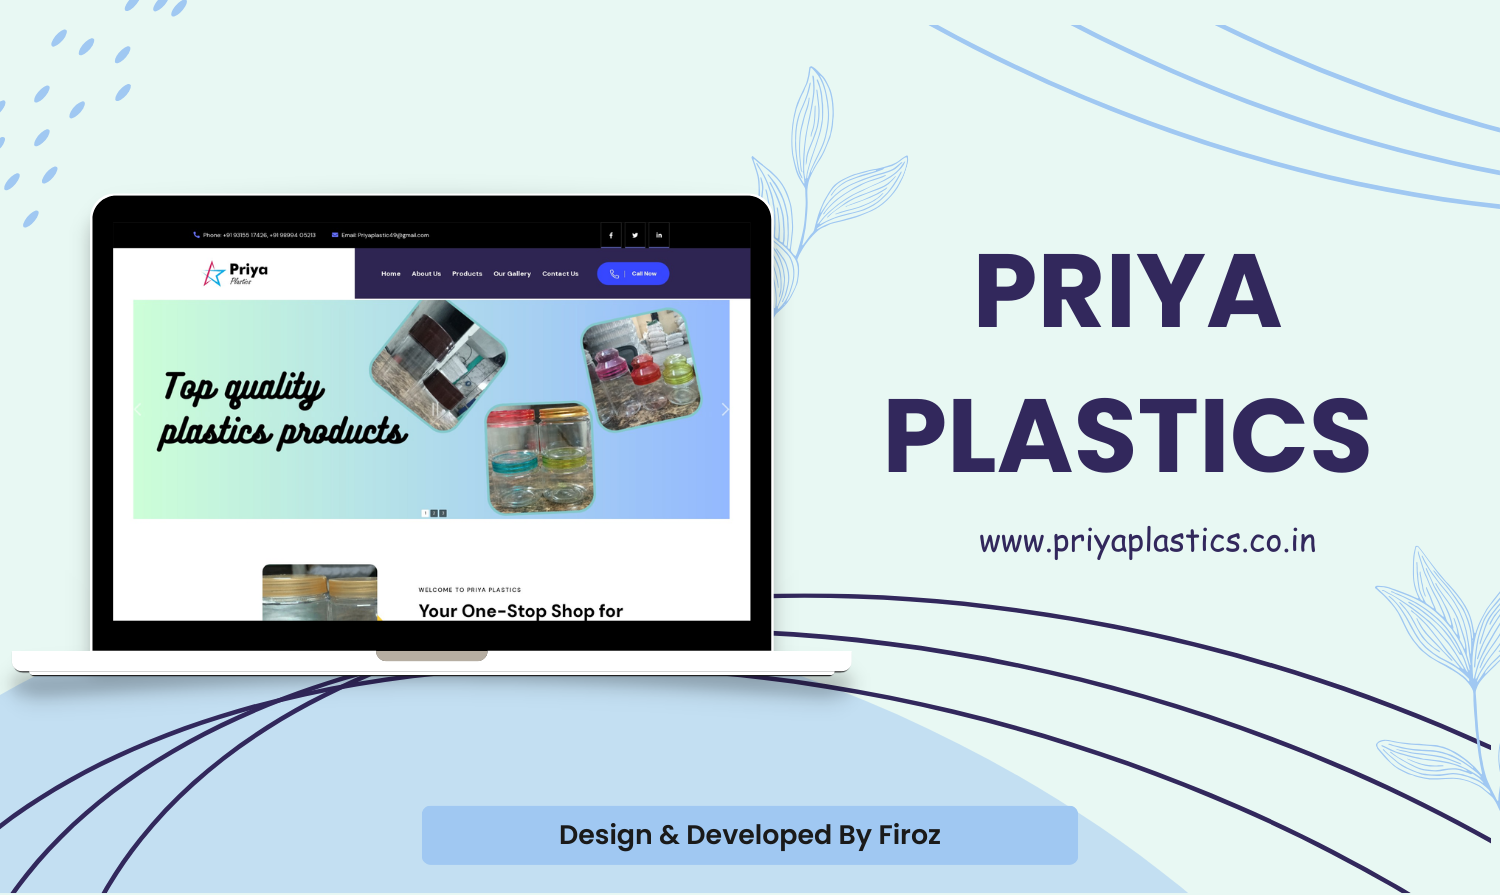 Phone: +91 93155 17426, +91 98994 05213
Email: Priyaplastic49@gmail.com
Priya
Plastics
Home About Us Products Our Gallery Contact Us Call Now
Top quality
plastics products
1 2 3
WELCOME TO PRIYA PLASTICS
Your One-Stop Shop for
PRIYA
PLASTICS
www.priyaplastics.co.in
Design & Developed By Firoz